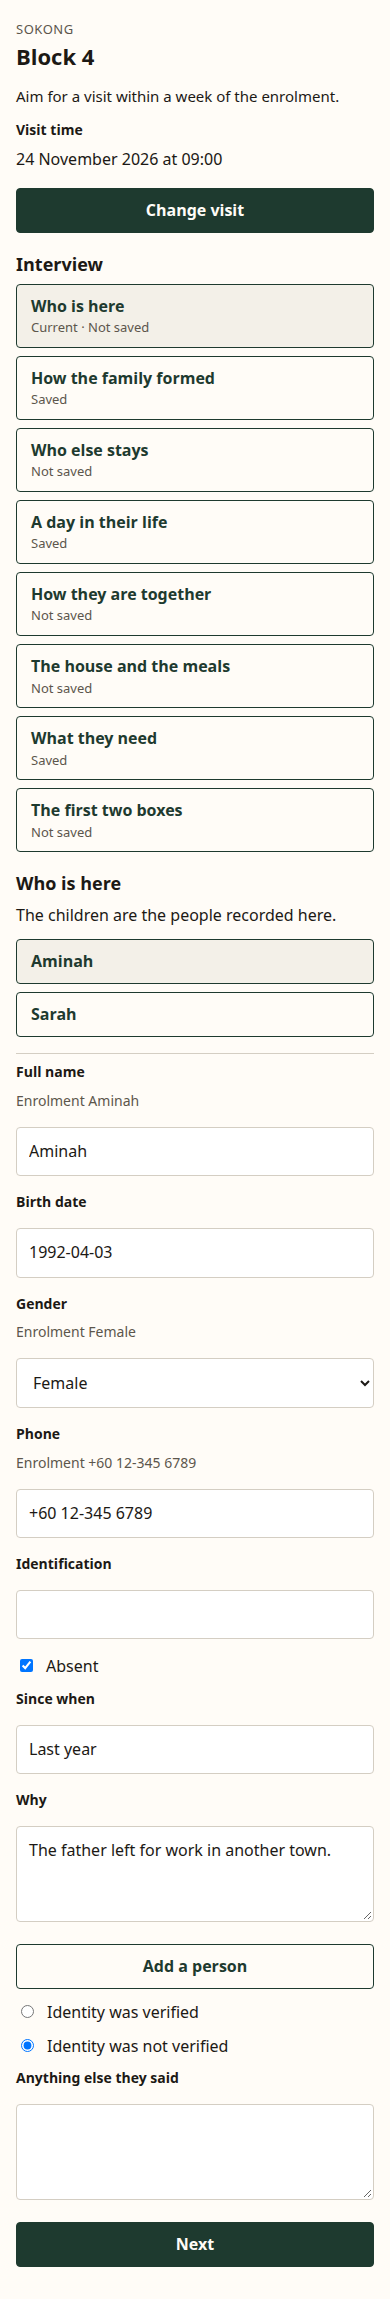 SOKONG
Block 4
Aim for a visit within a week of the enrolment.
Visit time
24 November 2026 at 09:00
Change visit
Interview
Who is here
Current · Not saved
How the family formed
Saved
Who else stays
Not saved
A day in their life
Saved
How they are together
Not saved
The house and the meals
Not saved
What they need
Saved
The first two boxes
Not saved
Who is here
The children are the people recorded here.
Aminah
Sarah
Full name
Enrolment Aminah
Aminah
Birth date
1992-04-03
Gender
Enrolment Female
Female
Phone
Enrolment +60 12-345 6789
+60 12-345 6789
Identification
Absent
Since when
Last year
Why
The father left for work in another town.
Add a person
Identity was verified
Identity was not verified
Anything else they said
Next